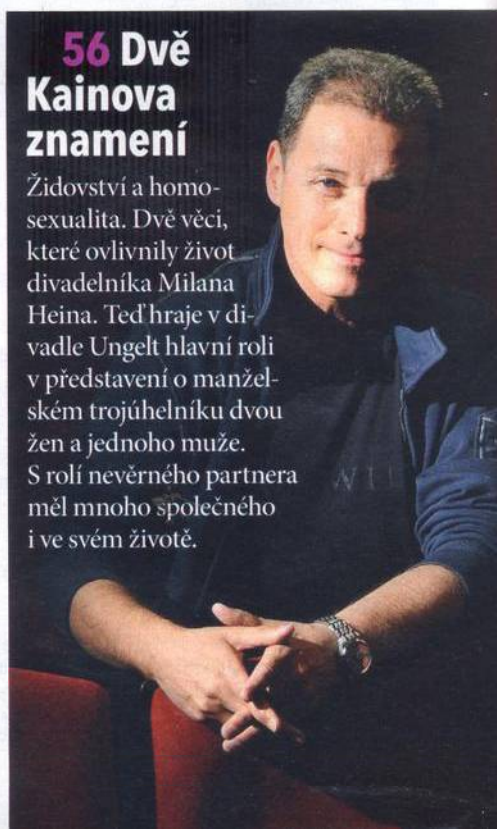 56 Dvě
Kainova
znamení
Židovství a homo-
sexualita. Dvě věci,
které ovlivnily život
divadelníka Milana
Heina. Teď hraje v di-
vadle Ungelt hlavní roli
v představení o manžel-
ském trojúhelníku dvou
žen a jednoho muže.
S rolí nevěrného partnera
měl mnoho společného
i ve svém životě.